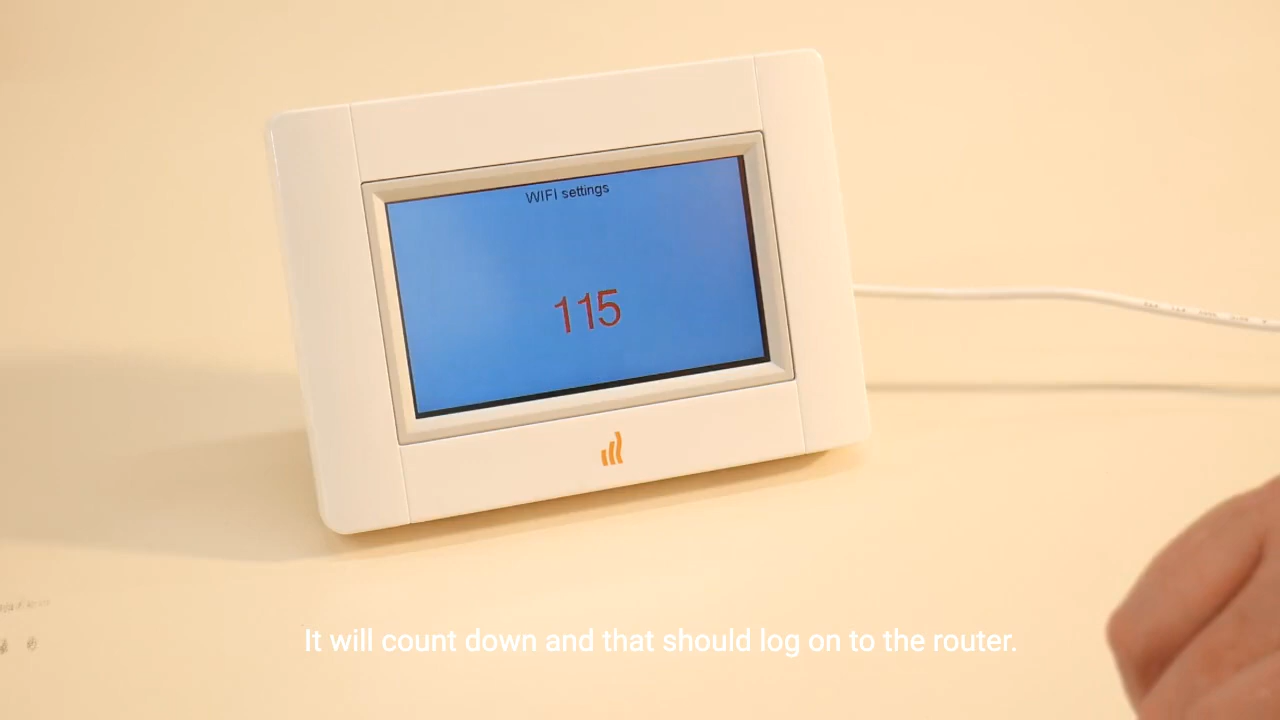 WIFI settings
115
It will count down and that should log on to the router.